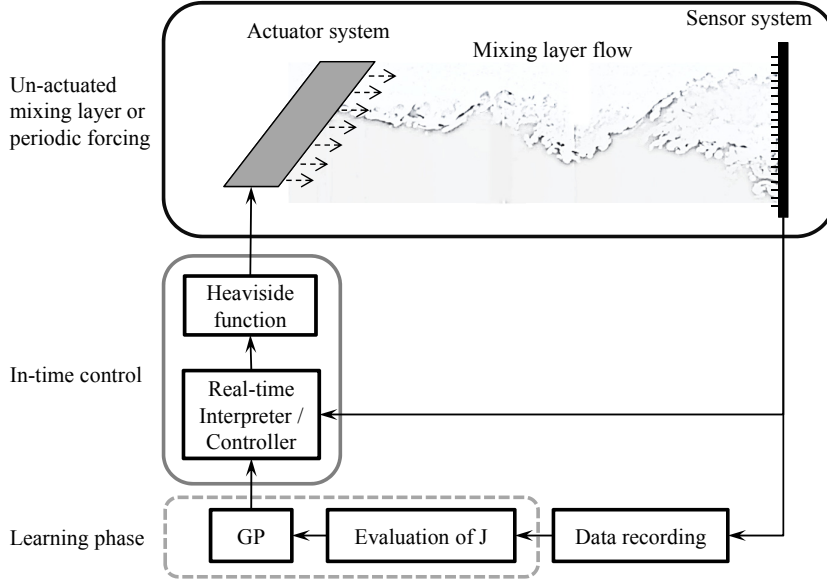 Actuator system
Mixing layer flow
Sensor system
Un-actuated
mixing layer or
periodic forcing
Heaviside
function
In-time control
Real-time
Interpreter /
Controller
Learning phase
GP
Evaluation of J
Data recording